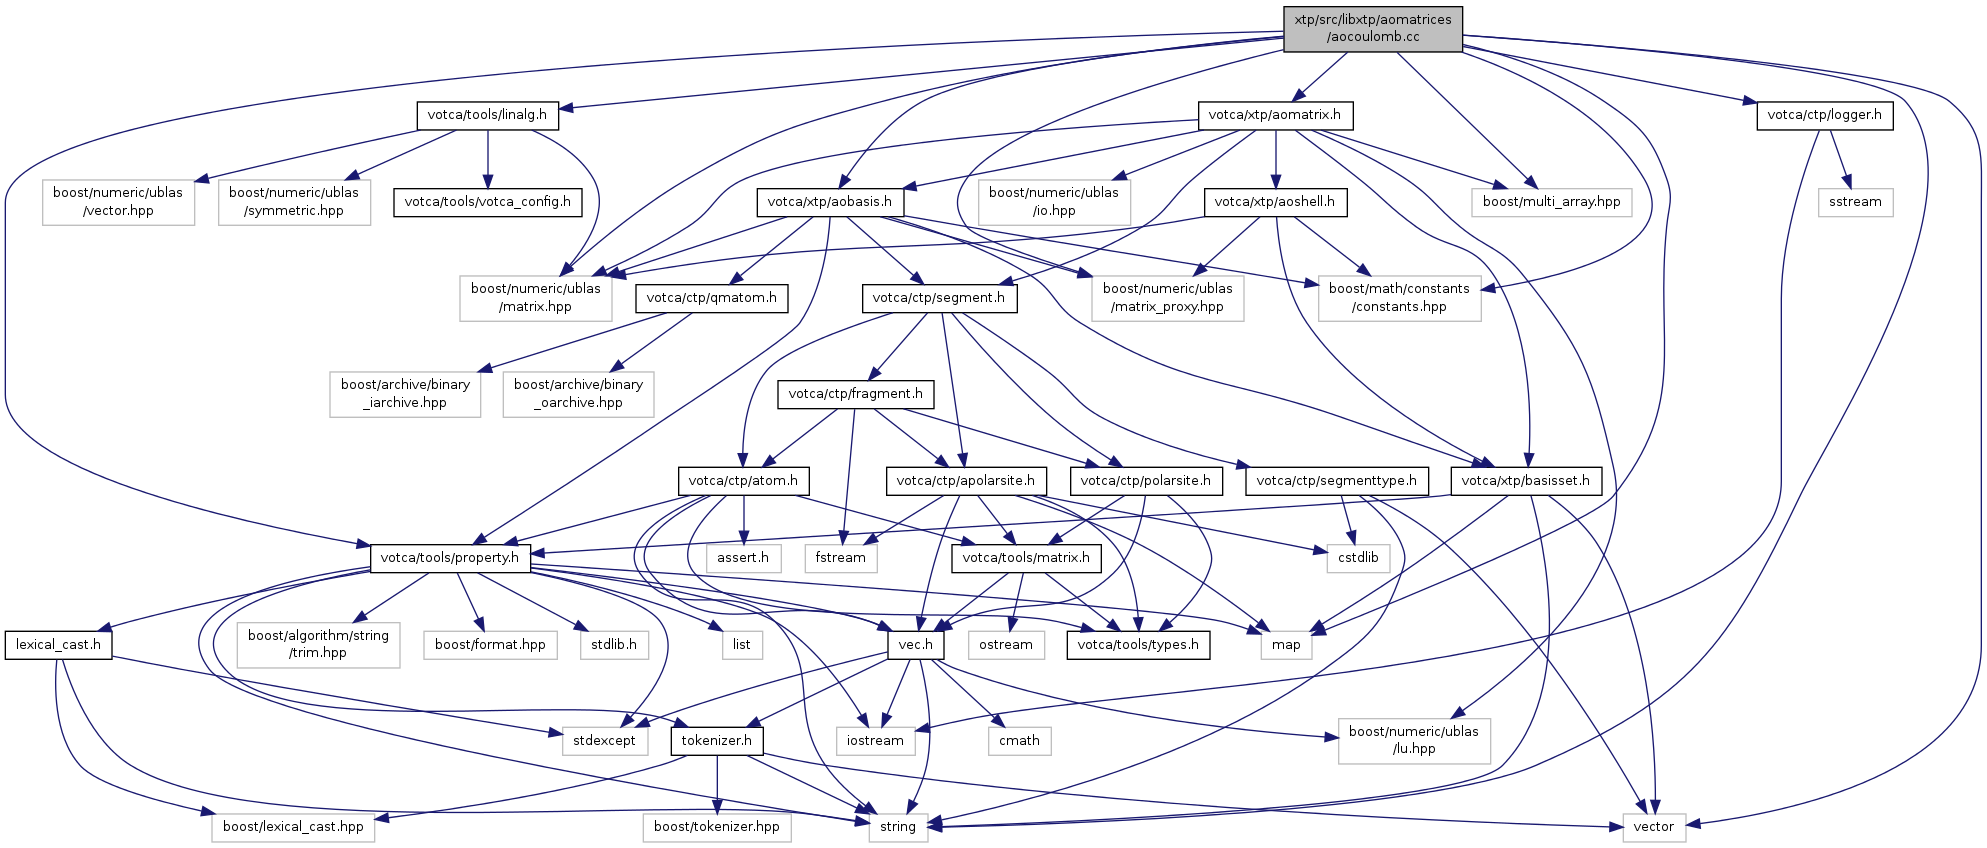 xtp/src/libxtp/aomatrices
/aocoulomb.cc
votca/tools/linalg.h
votca/xtp/aomatrix.h
votca/ctp/logger.h
boost/numeric/ublas
/vector.hpp
boost/numeric/ublas
/symmetric.hpp
votca/tools/votca_config.h
votca/xtp/aobasis.h
boost/numeric/ublas
/io.hpp
votca/xtp/aoshell.h
boost/multi_array.hpp
sstream
boost/numeric/ublas
/matrix.hpp
votca/ctp/qmatom.h
votca/ctp/segment.h
boost/numeric/ublas
/matrix_proxy.hpp
boost/math/constants
/constants.hpp
boost/archive/binary
_iarchive.hpp
boost/archive/binary
_oarchive.hpp
votca/ctp/fragment.h
votca/ctp/atom.h
votca/ctp/apolarsite.h
votca/ctp/polarsite.h
votca/ctp/segmenttype.h
votca/xtp/basisset.h
votca/tools/property.h
assert.h
fstream
votca/tools/matrix.h
cstdlib
lexical_cast.h
boost/algorithm/string
/trim.hpp
boost/format.hpp
stdlib.h
list
vec.h
ostream
votca/tools/types.h
map
stdexcept
tokenizer.h
iostream
cmath
boost/numeric/ublas
/lu.hpp
boost/lexical_cast.hpp
boost/tokenizer.hpp
string
vector